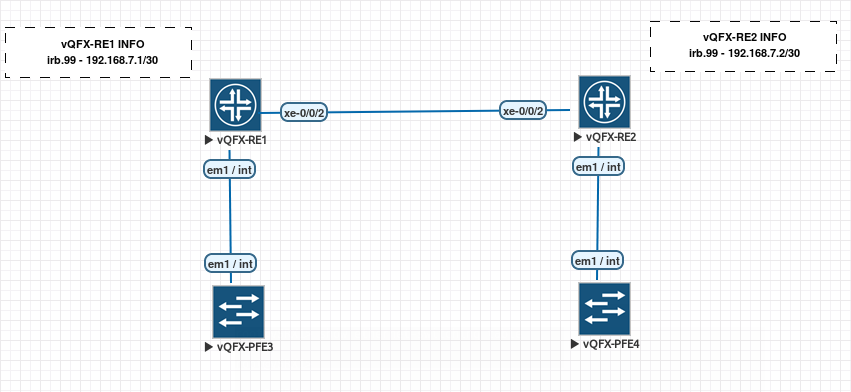 vQFX-RE1 INFO
irb.99 - 192.168.7.1/30
vQFX-RE2 INFO
irb.99 - 192.168.7.2/30
xe-0/0/2
xe-0/0/2
vQFX-RE1
vQFX-RE2
em1 / int
em1 / int
em1 / int
em1 / int
vQFX-PFE3
vQFX-PFE4